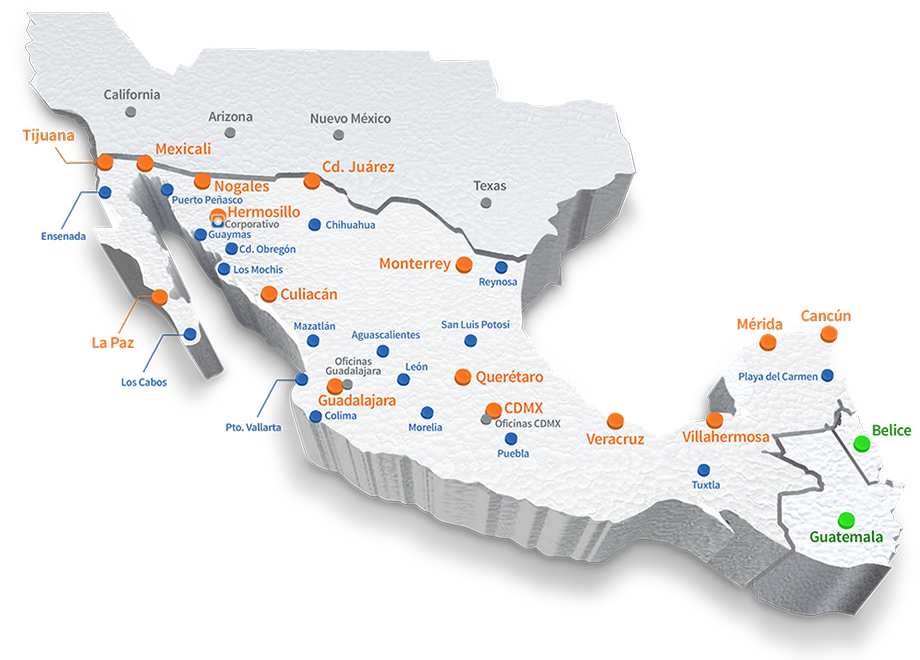 California
Arizona
Nuevo México
Tijuana
Mexicali
Cd. Juárez
Nogales
Texas
Puerto Peñasco
Hermosillo
Corporativo
Chihuahua
Ensenada
Guaymas
Cd. Obregón
Los Mochis
Monterrey
Reynosa
Culiacán
La Paz
Mazatlán
Aguascalientes
San Luis Potosí
Mérida
Cancún
Los Cabos
Oficinas
Guadalajara
León
Querétaro
Playa del Carmen
Guadalajara
Colima
Pto. Vallarta
Morelia
CDMX
Oficinas CDMX
Puebla
Veracruz
Villahermosa
Belice
Tuxtla
Guatemala